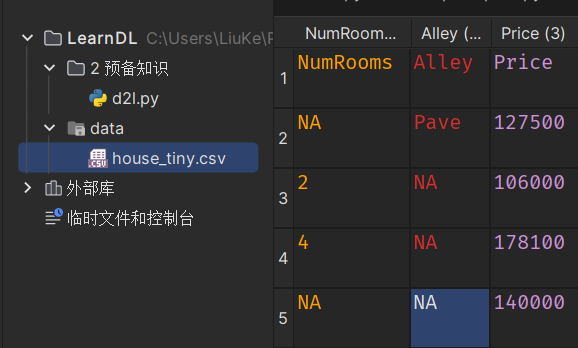 LearnDL C:\Users\LiuKe\P
2 预备知识
d2l.py
data
house_tiny.csv
外部库
临时文件和控制台
NumRoom... Alley (... Price (3)
1 NumRooms Alley Price
2 NA Pave 127500
3 2 NA 106000
4 4 NA 178100
5 NA NA 140000